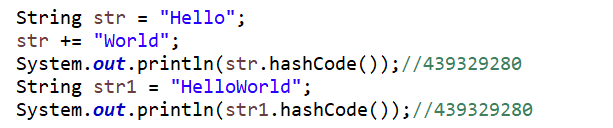 String str = "Hello";
str += "World";
System.out.println(str.hashCode());//439329280
String str1 = "HelloWorld";
System.out.println(str1.hashCode());//439329280